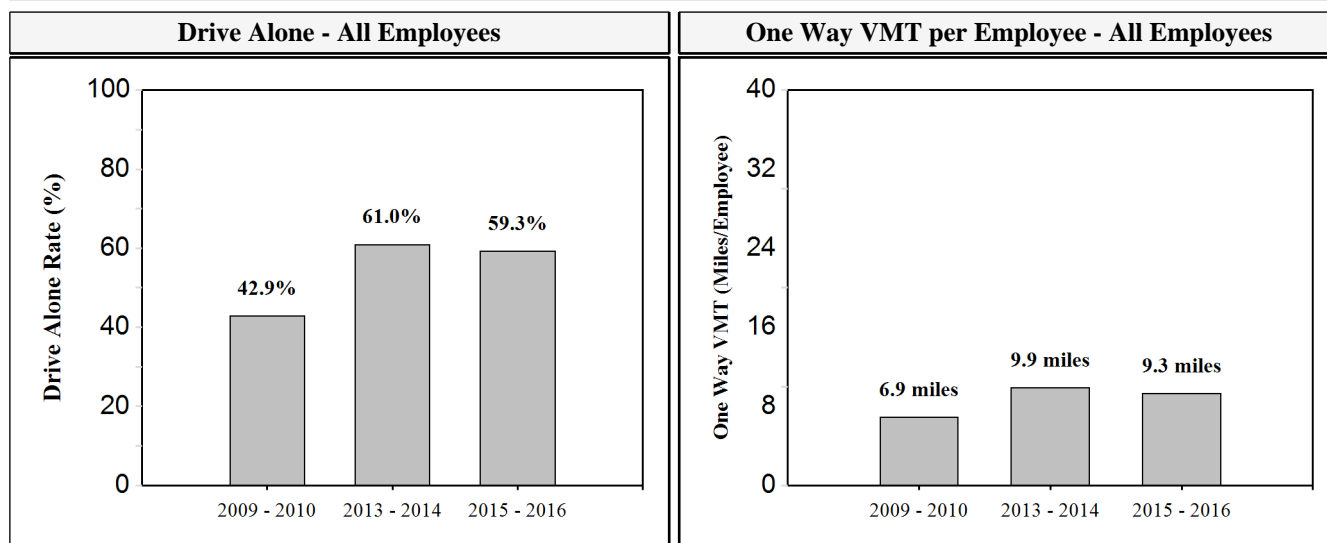 Drive Alone - All Employees
One Way VMT per Employee - All Employees
Drive Alone Rate (%)
100
80
60
40
20
0
42.9%
61.0%
59.3%
2009 - 2010
2013 - 2014
2015 - 2016
One Way VMT (Miles/Employee)
40
32
24
16
8
0
6.9 miles
9.9 miles
9.3 miles
2009 - 2010
2013 - 2014
2015 - 2016